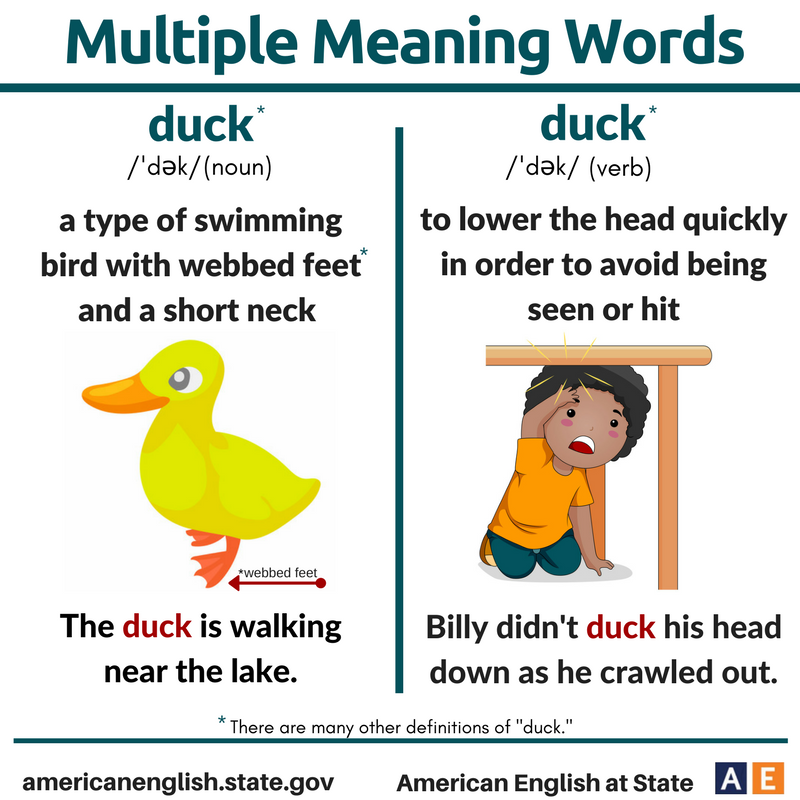 Multiple Meaning Words
duck*
/ˈdək/(noun)
a type of swimming
bird with webbed feet*
and a short neck
*webbed feet
The duck is walking
near the lake.
duck*
/ˈdək/ (verb)
to lower the head quickly
in order to avoid being
seen or hit
Billy didn't duck his head
down as he crawled out.
* There are many other definitions of "duck."
americanenglish.state.gov
American English at State
AE